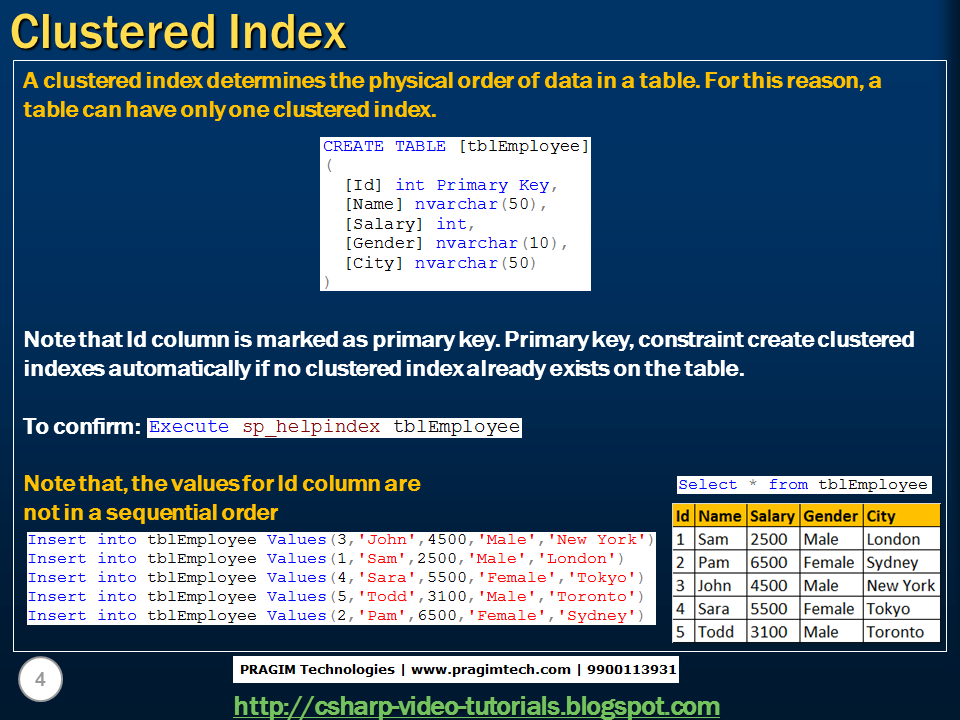 Clustered Index
A clustered index determines the physical order of data in a table. For this reason, a
table can have only one clustered index.
CREATE TABLE [tblEmployee]
(
[Id] int Primary Key,
[Name] nvarchar(50),
[Salary] int,
[Gender] nvarchar(10),
[City] nvarchar(50)
)
Note that Id column is marked as primary key. Primary key, constraint create clustered
indexes automatically if no clustered index already exists on the table.
To confirm: Execute sp_helpindex tblEmployee
Note that, the values for Id column are
not in a sequential order
Insert into tblEmployee Values(3,'John',4500,'Male','New York')
Insert into tblEmployee Values(1,'Sam',2500,'Male','London')
Insert into tblEmployee Values(4,'Sara',5500,'Female','Tokyo')
Insert into tblEmployee Values(5,'Todd',3100,'Male','Toronto')
Insert into tblEmployee Values(2,'Pam',6500,'Female','Sydney')
Select * from tblEmployee
Id Name Salary Gender City
1 Sam 2500 Male London
2 Pam 6500 Female Sydney
3 John 4500 Male New York
4 Sara 5500 Female Tokyo
5 Todd 3100 Male Toronto
4
PRAGIM Technologies | www.pragimtech.com | 9900113931
http://csharp-video-tutorials.blogspot.com